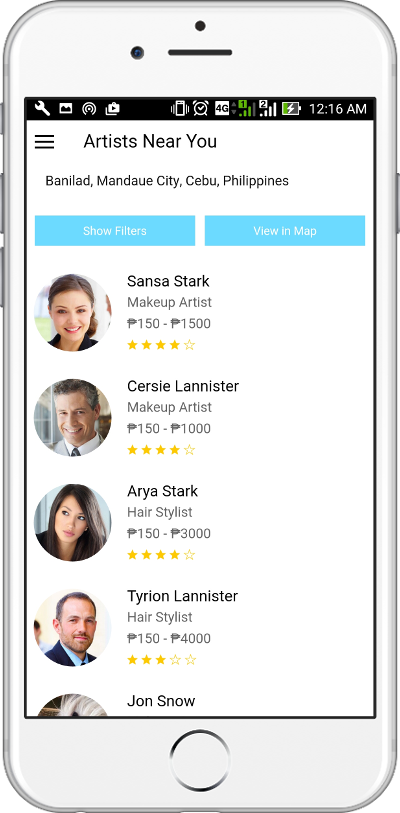 4G 1 2 12:16 AM
Artists Near You
Banilad, Mandaue City, Cebu, Philippines
Show Filters View in Map
Sansa Stark
Makeup Artist
₱150 - ₱1500
Cersie Lannister
Makeup Artist
₱150 - ₱1000
Arya Stark
Hair Stylist
₱150 - ₱3000
Tyrion Lannister
Hair Stylist
₱150 - ₱4000
Jon Snow